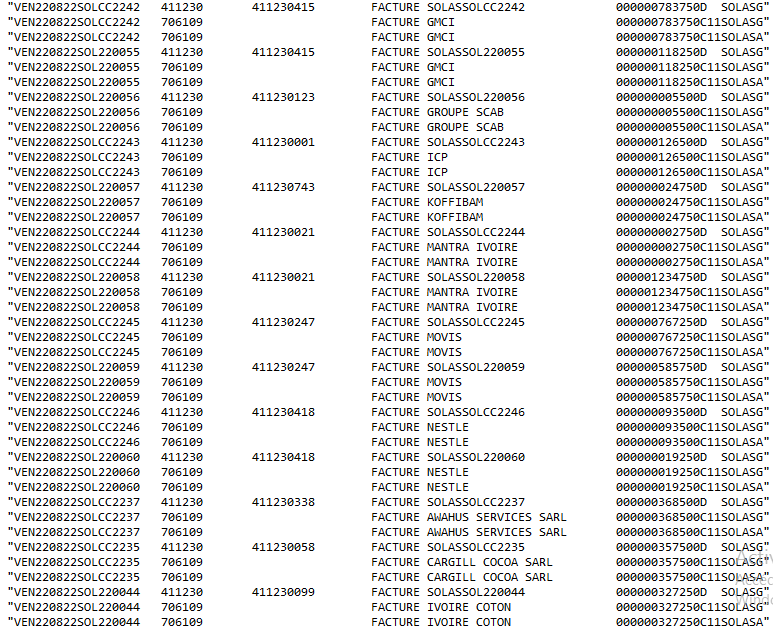 "VEN220822SOLCC2242   411230       411230415        FACTURE SOLASSOLCC2242             000000783750D  SOLASG"
"VEN220822SOLCC2242   706109                        FACTURE GMCI                       000000783750C11SOLASG"
"VEN220822SOLCC2242   706109                        FACTURE GMCI                       000000783750C11SOLASA"
"VEN220822SOL220055   411230       411230415        FACTURE SOLASSOL220055             000000118250D  SOLASG"
"VEN220822SOL220055   706109                        FACTURE GMCI                       000000118250C11SOLASG"
"VEN220822SOL220055   706109                        FACTURE GMCI                       000000118250C11SOLASA"
"VEN220822SOL220056   411230       411230123        FACTURE SOLASSOL220056             000000005500D  SOLASG"
"VEN220822SOL220056   706109                        FACTURE GROUPE SCAB                000000005500C11SOLASG"
"VEN220822SOL220056   706109                        FACTURE GROUPE SCAB                000000005500C11SOLASA"
"VEN220822SOLCC2243   411230       411230001        FACTURE SOLASSOLCC2243             000000126500D  SOLASG"
"VEN220822SOLCC2243   706109                        FACTURE ICP                        000000126500C11SOLASG"
"VEN220822SOLCC2243   706109                        FACTURE ICP                        000000126500C11SOLASA"
"VEN220822SOL220057   411230       411230743        FACTURE SOLASSOL220057             000000024750D  SOLASG"
"VEN220822SOL220057   706109                        FACTURE KOFFIBAM                   000000024750C11SOLASG"
"VEN220822SOL220057   706109                        FACTURE KOFFIBAM                   000000024750C11SOLASA"
"VEN220822SOLCC2244   411230       411230021        FACTURE SOLASSOLCC2244             000000002750D  SOLASG"
"VEN220822SOLCC2244   706109                        FACTURE MANTRA IVOIRE              000000002750C11SOLASG"
"VEN220822SOLCC2244   706109                        FACTURE MANTRA IVOIRE              000000002750C11SOLASA"
"VEN220822SOL220058   411230       411230021        FACTURE SOLASSOL220058             000001234750D  SOLASG"
"VEN220822SOL220058   706109                        FACTURE MANTRA IVOIRE              000001234750C11SOLASG"
"VEN220822SOL220058   706109                        FACTURE MANTRA IVOIRE              000001234750C11SOLASA"
"VEN220822SOLCC2245   411230       411230247        FACTURE SOLASSOLCC2245             000000767250D  SOLASG"
"VEN220822SOLCC2245   706109                        FACTURE MOVIS                      000000767250C11SOLASG"
"VEN220822SOLCC2245   706109                        FACTURE MOVIS                      000000767250C11SOLASA"
"VEN220822SOL220059   411230       411230247        FACTURE SOLASSOL220059             000000585750D  SOLASG"
"VEN220822SOL220059   706109                        FACTURE MOVIS                      000000585750C11SOLASG"
"VEN220822SOL220059   706109                        FACTURE MOVIS                      000000585750C11SOLASA"
"VEN220822SOLCC2246   411230       411230418        FACTURE SOLASSOLCC2246             000000093500D  SOLASG"
"VEN220822SOLCC2246   706109                        FACTURE NESTLE                     000000093500C11SOLASG"
"VEN220822SOLCC2246   706109                        FACTURE NESTLE                     000000093500C11SOLASA"
"VEN220822SOL220060   411230       411230418        FACTURE SOLASSOL220060             000000019250D  SOLASG"
"VEN220822SOL220060   706109                        FACTURE NESTLE                     000000019250C11SOLASG"
"VEN220822SOL220060   706109                        FACTURE NESTLE                     000000019250C11SOLASA"
"VEN220822SOLCC2237   411230       411230338        FACTURE SOLASSOLCC2237             000000368500D  SOLASG"
"VEN220822SOLCC2237   706109                        FACTURE AWAHUS SERVICES SARL       000000368500C11SOLASG"
"VEN220822SOLCC2237   706109                        FACTURE AWAHUS SERVICES SARL       000000368500C11SOLASA"
"VEN220822SOLCC2235   411230       411230058        FACTURE SOLASSOLCC2235             000000357500D  SOLASG"
"VEN220822SOLCC2235   706109                        FACTURE CARGILL COCOA SARL         000000357500C11SOLASG"
"VEN220822SOLCC2235   706109                        FACTURE CARGILL COCOA SARL         000000357500C11SOLASA"
"VEN220822SOL220044   411230       411230099        FACTURE SOLASSOL220044             000000327250D  SOLASG"
"VEN220822SOL220044   706109                        FACTURE IVOIRE COTON               000000327250C11SOLASG"
"VEN220822SOL220044   706109                        FACTURE IVOIRE COTON               000000327250C11SOLASA"